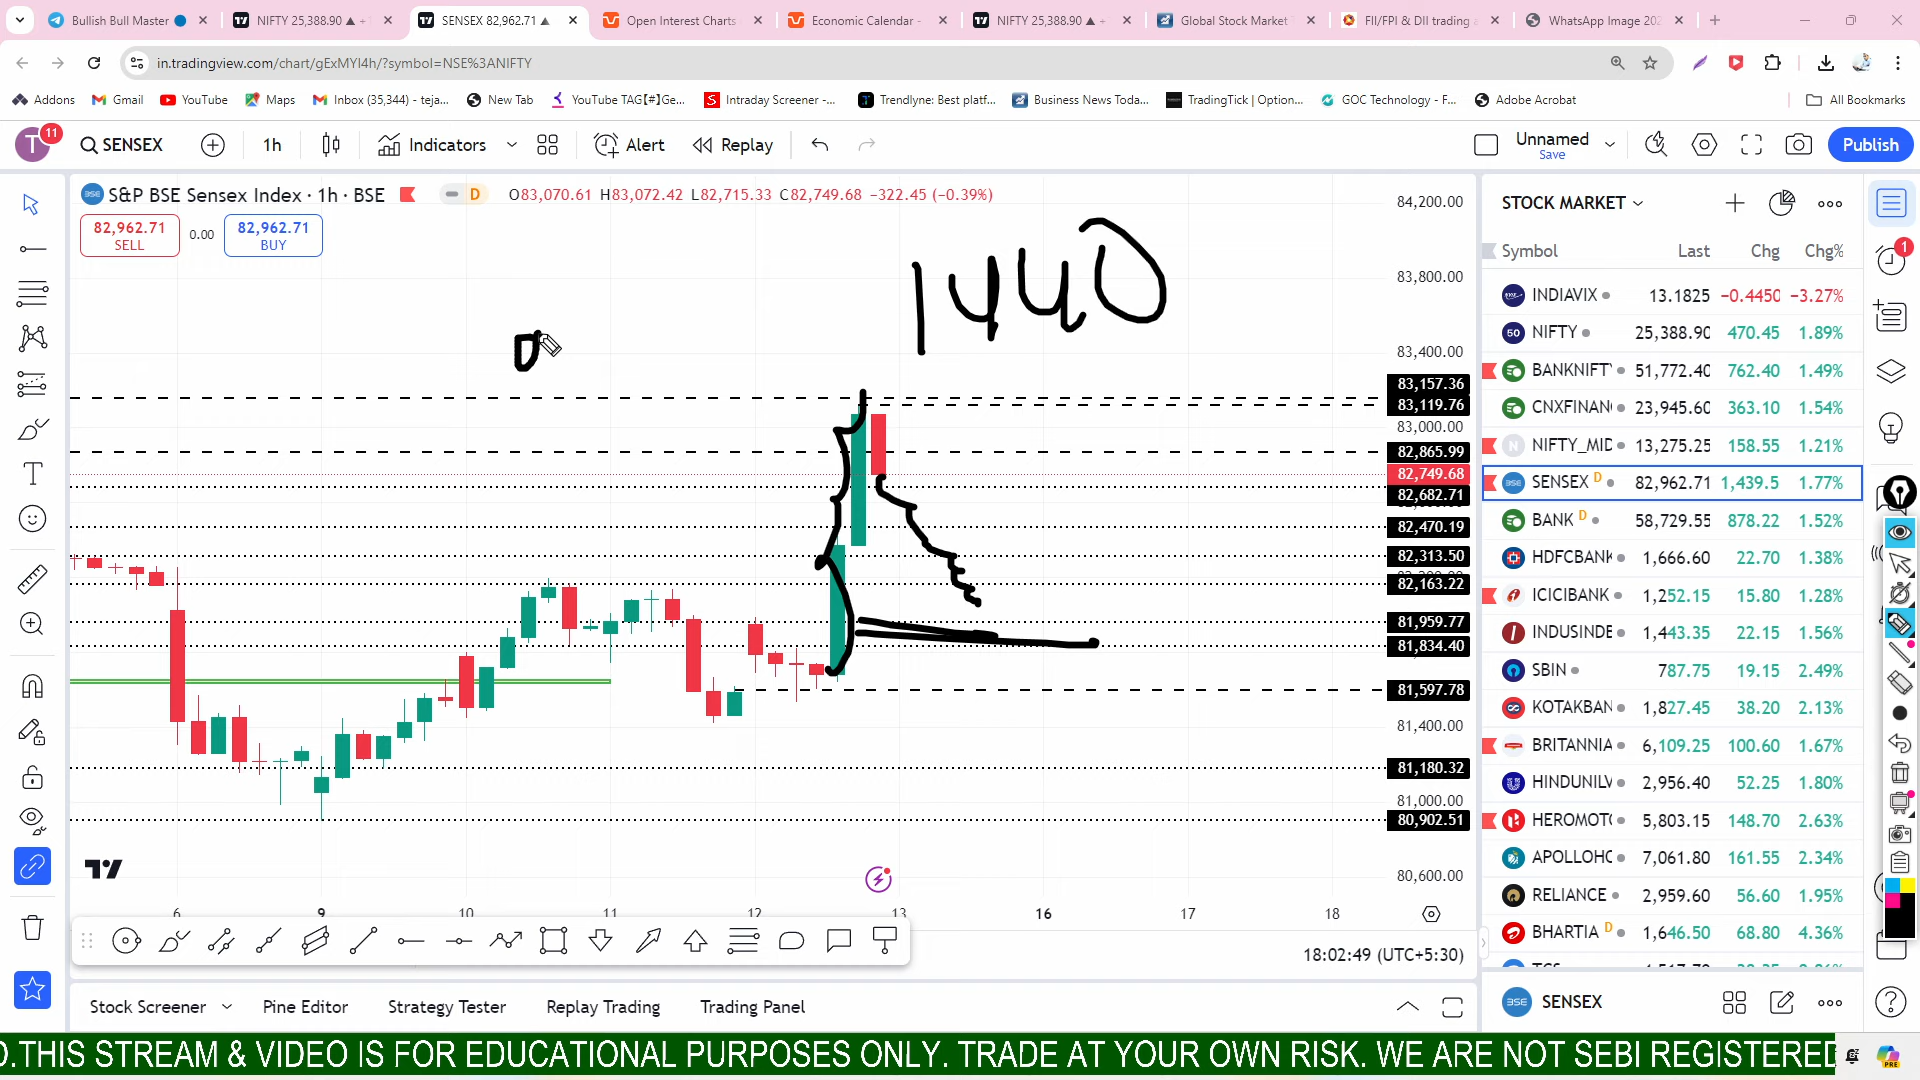 Bullish Bull Master
NIFTY 25,388.90 ▲ +
SENSEX 82,962.71 ▲
Open Interest Charts
Economic Calendar -
NIFTY 25,388.90 ▲ +
Global Stock Market
FII/FPI & DII trading
WhatsApp Image 202
in.tradingview.com/chart/gExMYI4h/?symbol=NSE%3ANIFTY
Addons
Gmail
YouTube
Maps
Inbox (35,344) - teja...
New Tab
YouTube TAG【#】Ge...
Intraday Screener -...
Trendlyne: Best platf...
Business News Toda...
TradingTick | Option...
GOC Technology - F...
Adobe Acrobat
All Bookmarks
T 11
SENSEX
1h
Indicators
Alert
Replay
Unnamed
Save
Publish
S&P BSE Sensex Index · 1h · BSE
D
O83,070.61 H83,072.42 L82,715.33 C82,749.68 −322.45 (−0.39%)
82,962.71
SELL
0.00
82,962.71
BUY
1440
84,200.00
83,800.00
83,400.00
83,157.36
83,119.76
83,000.00
82,865.99
82,749.68
82,682.71
82,470.19
82,313.50
82,163.22
81,959.77
81,834.40
81,597.78
81,400.00
81,180.32
81,000.00
80,902.51
80,600.00
6 9 10 11 12 13 16 17 18
18:02:49 (UTC+5:30)
STOCK MARKET
Symbol Last Chg Chg%
INDIAVIX 13.1825 −0.4450 −3.27%
NIFTY 25,388.90 470.45 1.89%
BANKNIFT 51,772.40 762.40 1.49%
CNXFINAN 23,945.60 363.10 1.54%
NIFTY_MID 13,275.25 158.55 1.21%
SENSEX D 82,962.71 1,439.5 1.77%
BANK D 58,729.55 878.22 1.52%
HDFCBANK 1,666.60 22.70 1.38%
ICICIBANK 1,252.15 15.80 1.28%
INDUSINDB 1,443.35 22.15 1.56%
SBIN 787.75 19.15 2.49%
KOTAKBAN 1,827.45 38.20 2.13%
BRITANNIA 6,109.25 100.60 1.67%
HINDUNILV 2,956.40 52.25 1.80%
HEROMOTO 5,803.15 148.70 2.63%
APOLLOHO 7,061.80 161.55 2.34%
RELIANCE 2,959.60 56.60 1.95%
BHARTIA D 1,646.50 68.80 4.36%
SENSEX
Stock Screener
Pine Editor
Strategy Tester
Replay Trading
Trading Panel
D.THIS STREAM & VIDEO IS FOR EDUCATIONAL PURPOSES ONLY. TRADE AT YOUR OWN RISK. WE ARE NOT SEBI REGISTERED